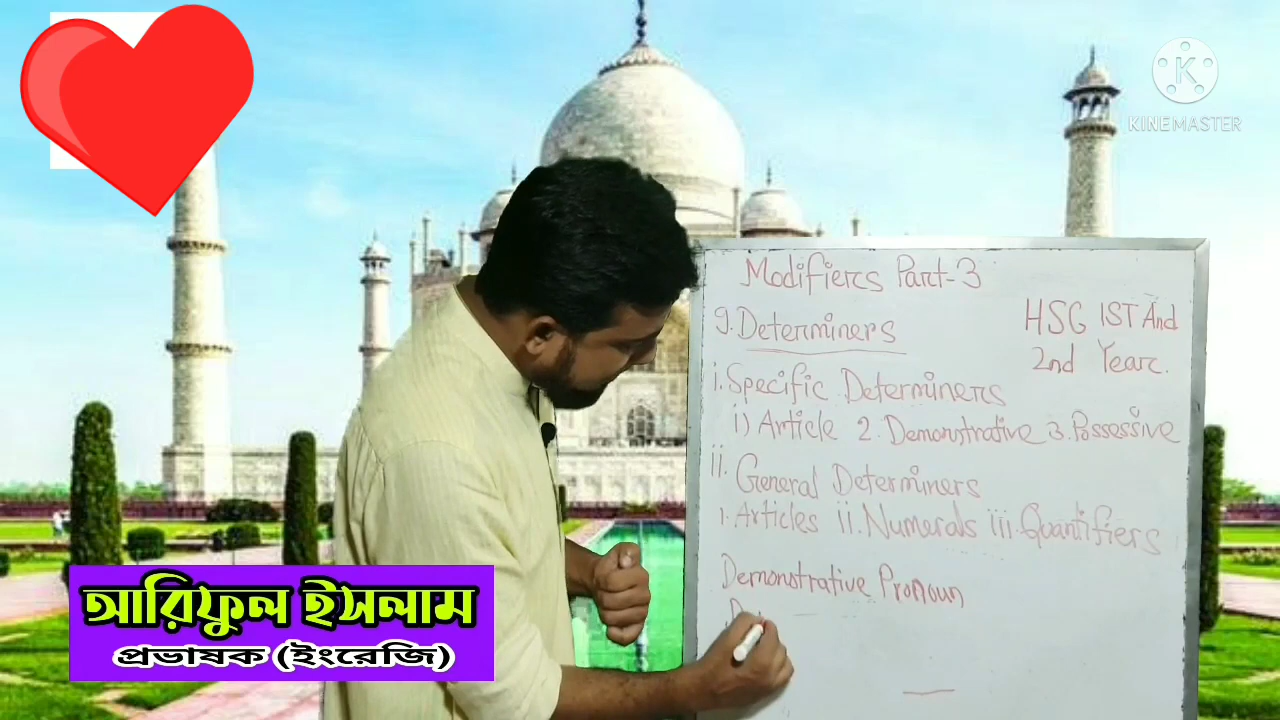 KINEMASTER
Modifiers Part-3
9. Determiners
HSC 1ST And
2nd Year.
i. Specific Determiners
i) Article 2. Demonstrative 3. Possessive
ii. General Determiners
1. Articles ii. Numerals iii. Quantifiers
Demonstrative Pronoun
আরিফুল ইসলাম
প্রভাষক (ইংরেজি)